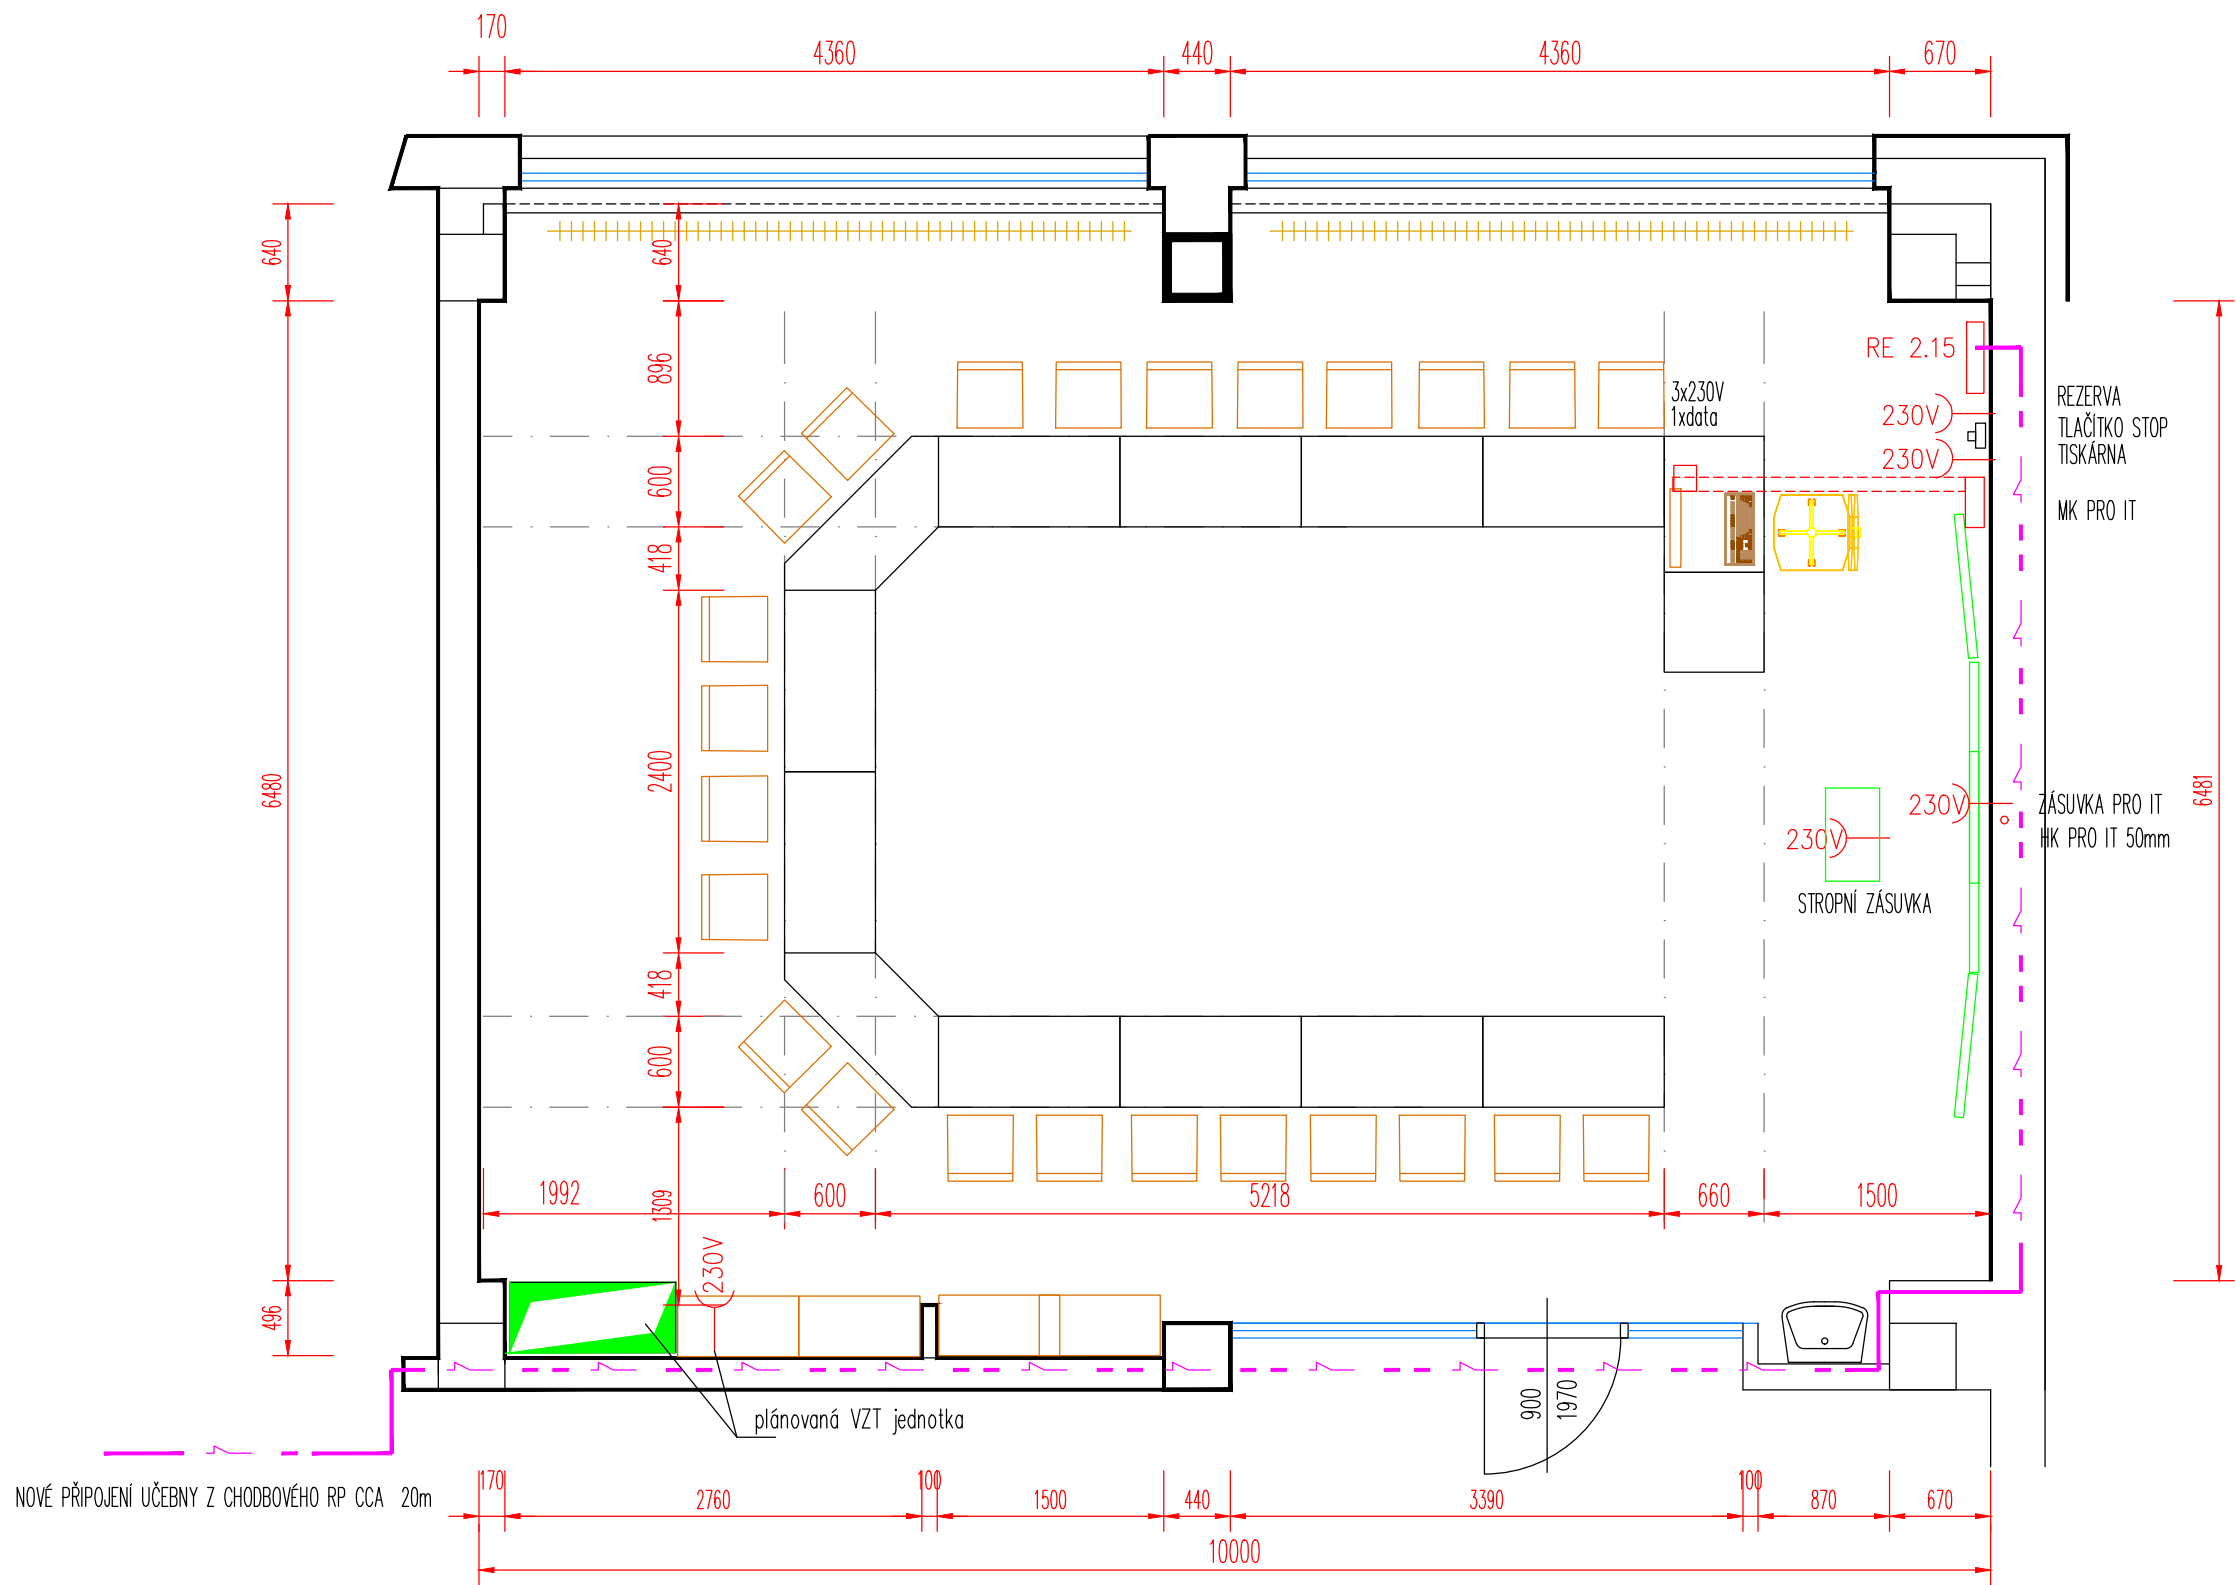 170
4360
440
4360
670
640
640
896
600
418
2400
418
600
1309
6480
496
6481
3x230V
1xdata
RE 2.15
230V
230V
REZERVA
TLAČÍTKO STOP
TISKÁRNA
MK PRO IT
230V
ZÁSUVKA PRO IT
HK PRO IT 50mm
230V
STROPNÍ ZÁSUVKA
1992
600
5218
660
1500
230V
plánovaná VZT jednotka
900
1970
NOVÉ PŘIPOJENÍ UČEBNY Z CHODBOVÉHO RP CCA 20m
170
2760
100
1500
440
3390
100
870
670
10000